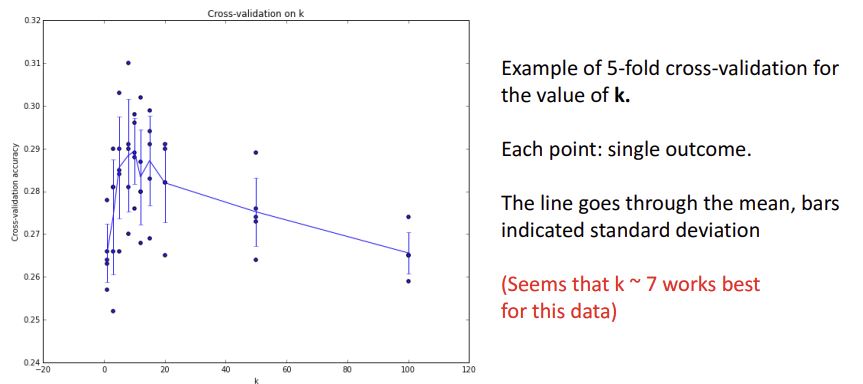 Cross-validation on k
0.32
0.31
0.30
0.29
0.28
0.27
0.26
0.25
0.24
Cross-validation accuracy
−20
0
20
40
60
80
100
120
k
Example of 5-fold cross-validation for
the value of k.
Each point: single outcome.
The line goes through the mean, bars
indicated standard deviation
(Seems that k ~ 7 works best
for this data)